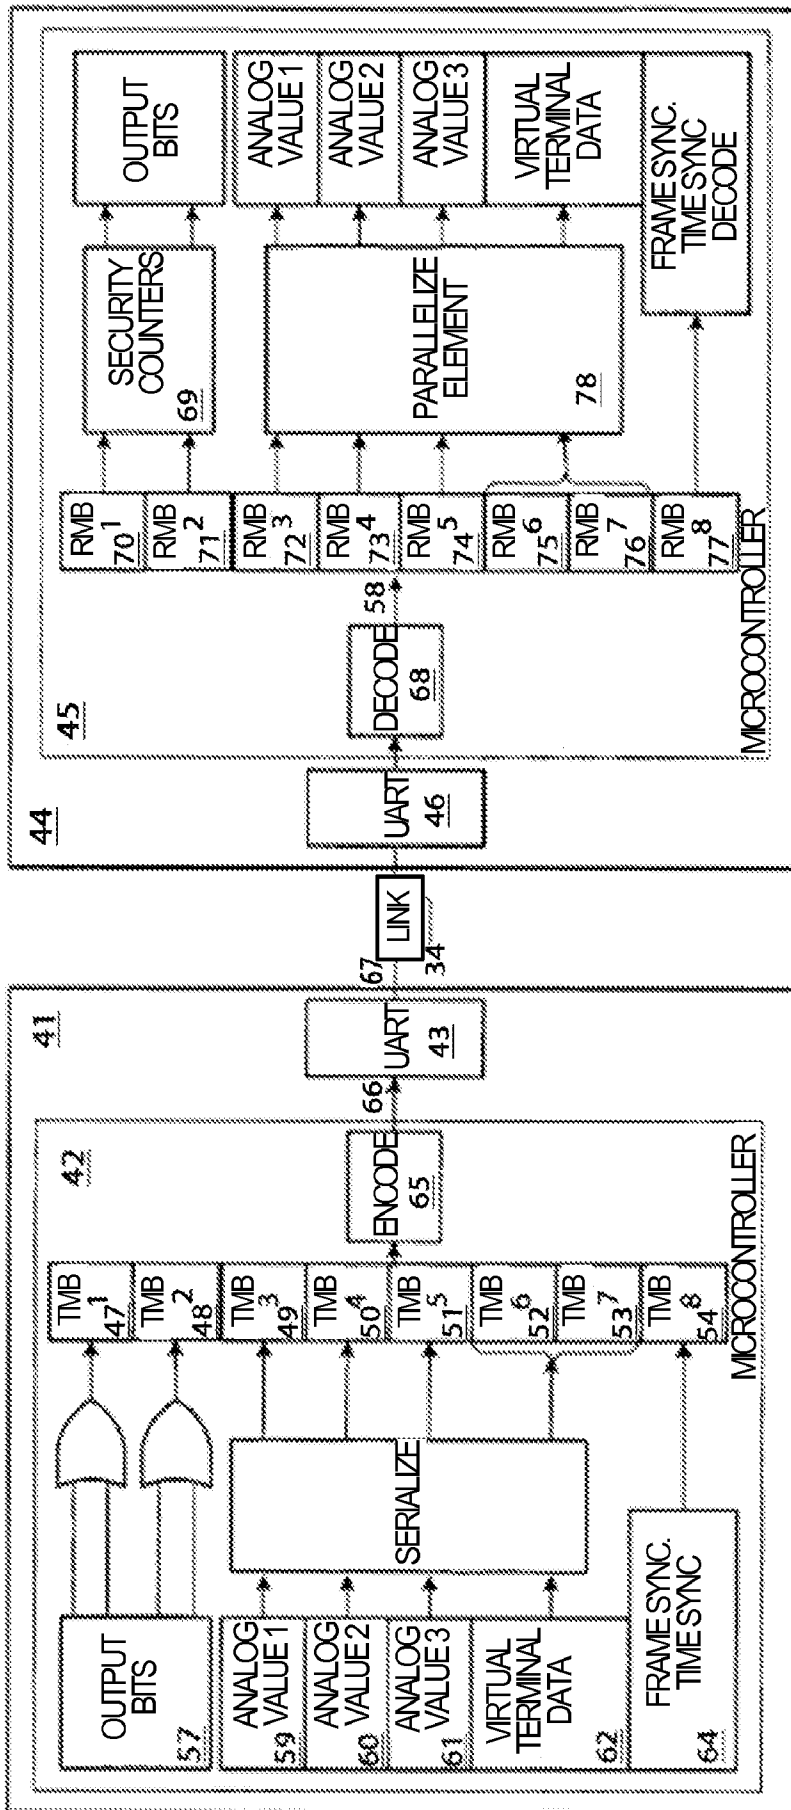 41
42
OUTPUT
BITS
57
ANALOG
VALUE 1
59
ANALOG
VALUE 2
60
ANALOG
VALUE 3
61
VIRTUAL
TERMINAL
DATA
62
FRAME SYNC.
TIME SYNC
64
SERIALIZE
TMB
1
47
TMB
2
48
TMB
3
49
TMB
4
50
TMB
5
51
TMB
6
52
TMB
7
53
TMB
8
54
MICROCONTROLLER
ENCODE
65
66
UART
43
67
LINK
34
44
45
UART
46
DECODE
68
58
RMB
1
70
RMB
2
71
RMB
3
72
RMB
4
73
RMB
5
74
RMB
6
75
RMB
7
76
RMB
8
77
MICROCONTROLLER
SECURITY
COUNTERS
69
PARALLELIZE
ELEMENT
78
OUTPUT
BITS
ANALOG
VALUE 1
ANALOG
VALUE 2
ANALOG
VALUE 3
VIRTUAL
TERMINAL
DATA
FRAME SYNC.
TIME SYNC
DECODE